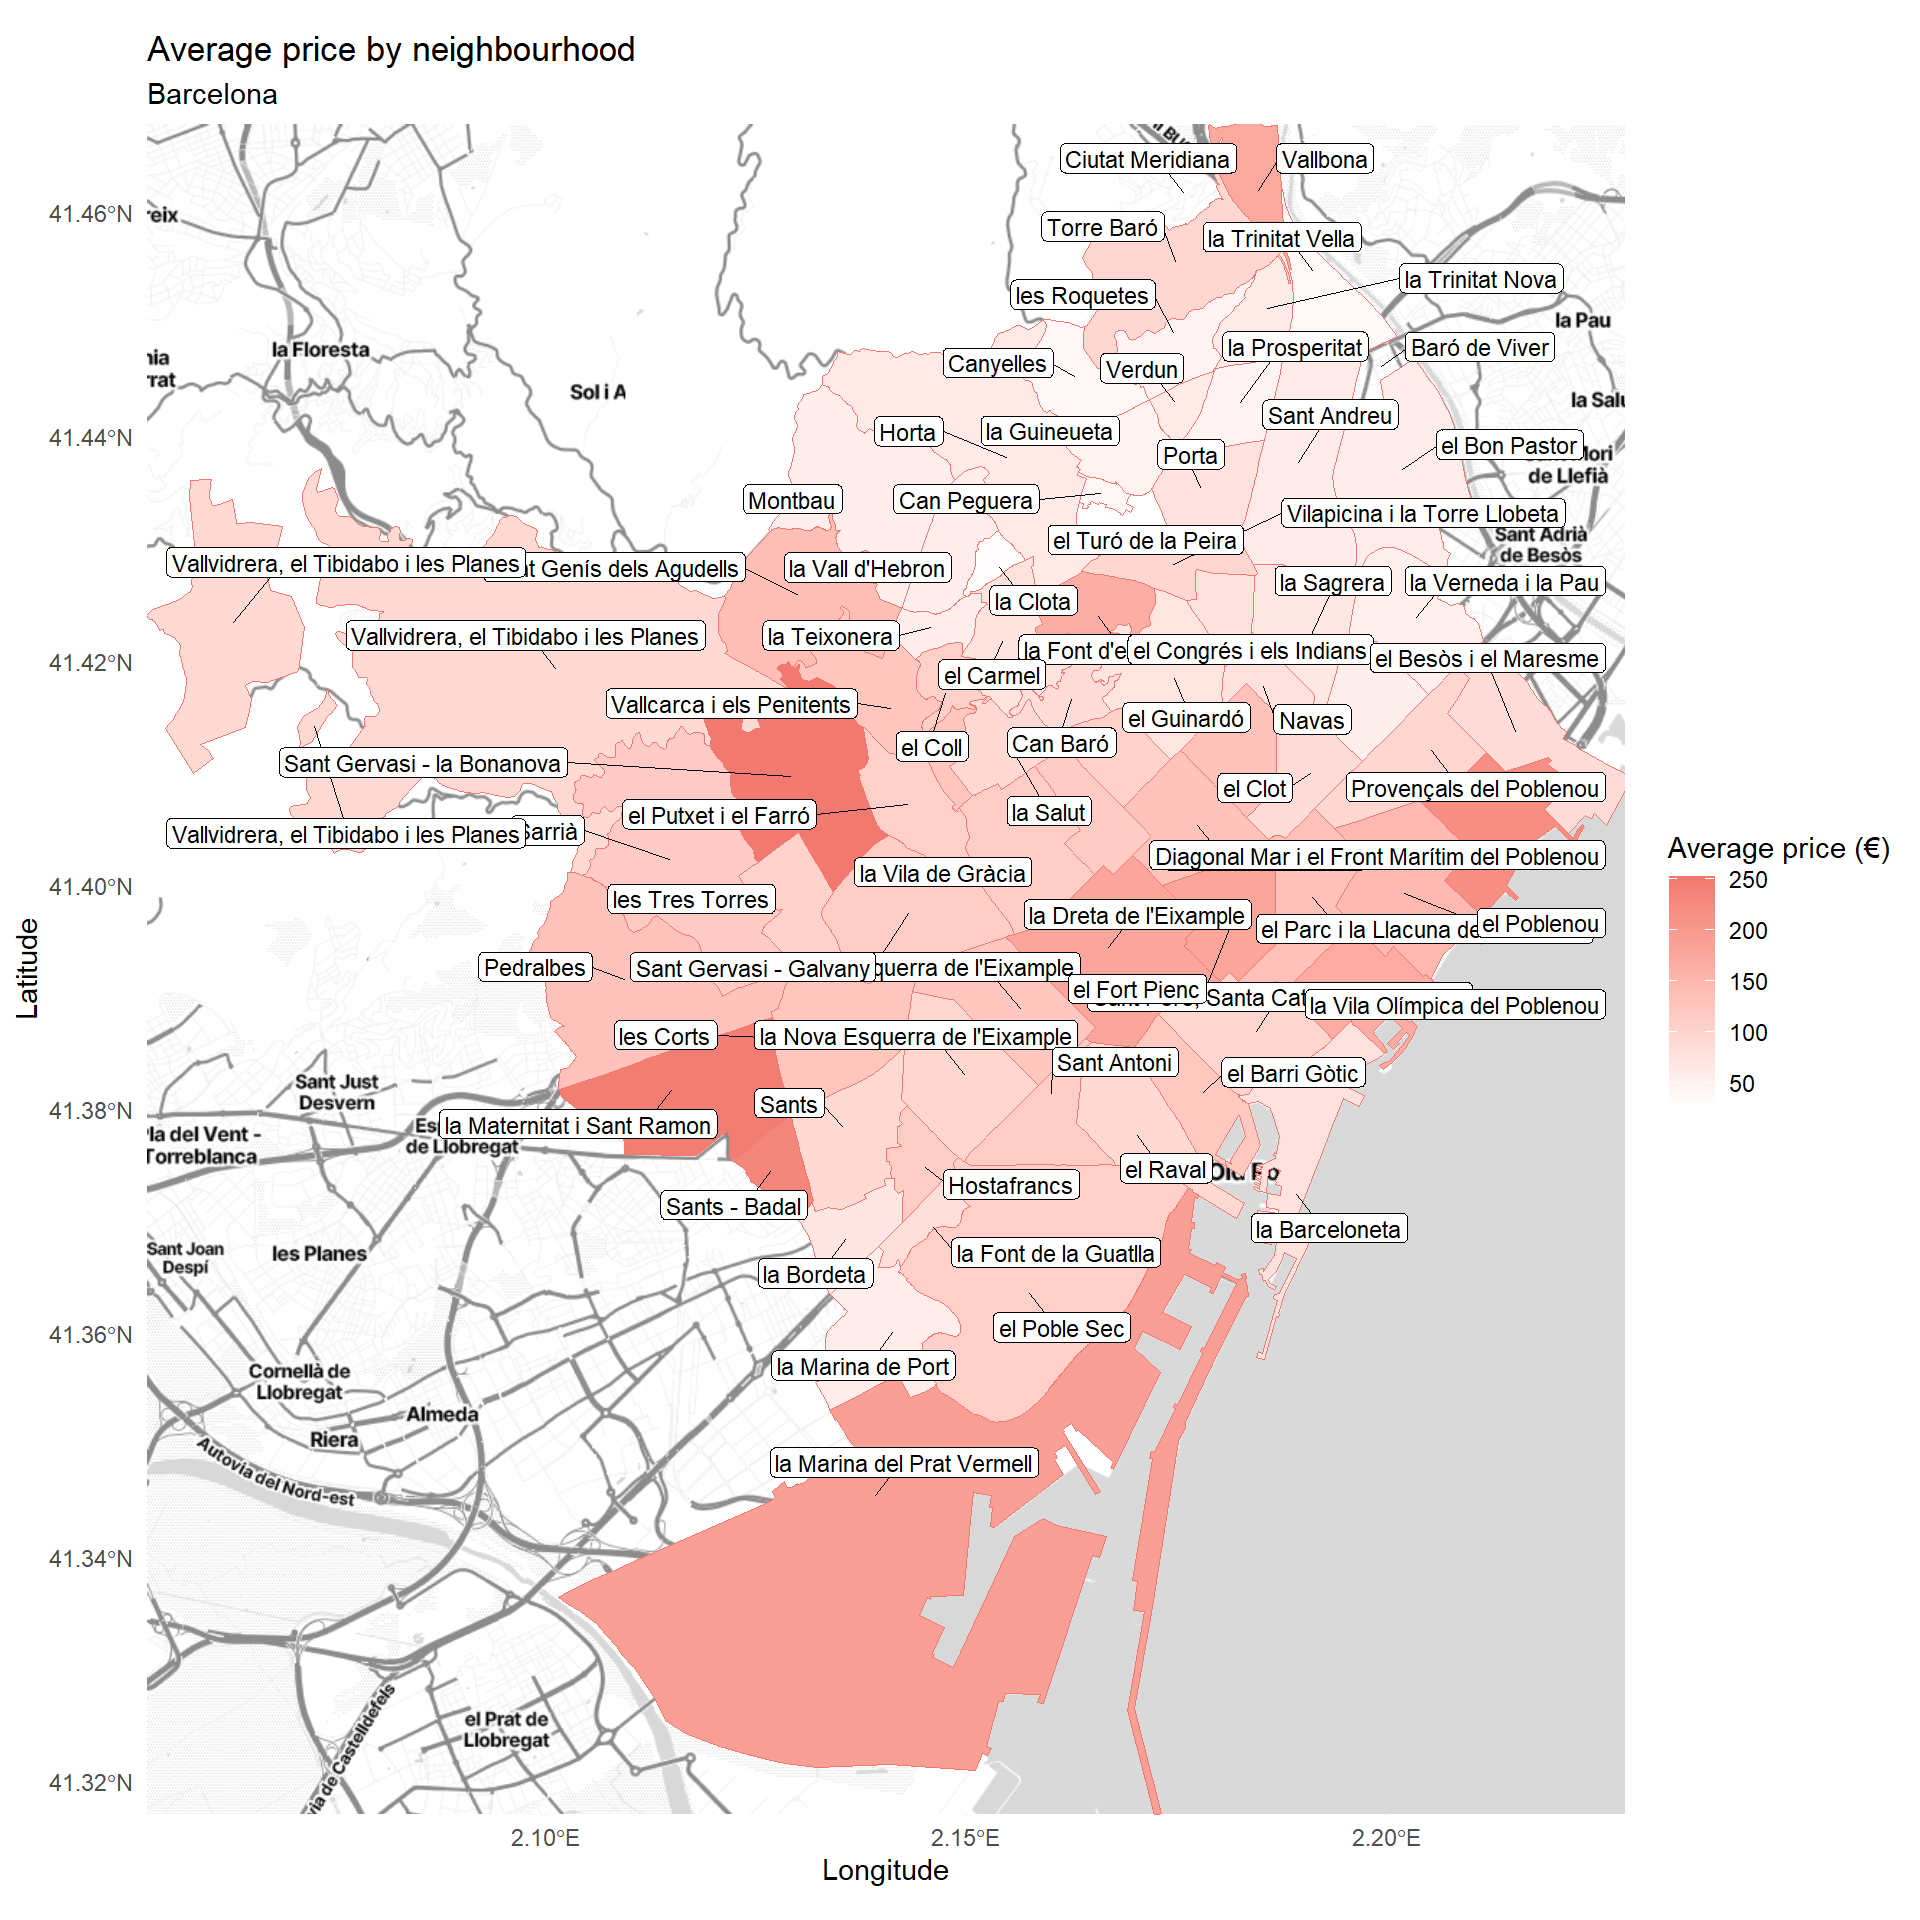 Average price by neighbourhood
Barcelona
Ciutat Meridiana
Vallbona
41.46°N
reix
Torre Baró
la Trinitat Vella
la Trinitat Nova
les Roquetes
la Pau
la Floresta
la Prosperitat
Baró de Viver
Canyelles
Verdun
Sol i A
la Salu
Sant Andreu
41.44°N
Horta
la Guineueta
el Bon Pastor
Porta
de Llefià
Montbau
Can Peguera
Vilapicina i la Torre Llobeta
Sant Adrià
de Besòs
el Turó de la Peira
Vallvidrera, el Tibidabo i les Planes
t Genís dels Agudells
la Vall d'Hebron
la Sagrera
la Verneda i la Pau
la Clota
Vallvidrera, el Tibidabo i les Planes
la Teixonera
41.42°N
la Font d'e
el Congrés i els Indians
el Besòs i el Maresme
el Carmel
Vallcarca i els Penitents
el Guinardó
Navas
el Coll
Can Baró
Sant Gervasi - la Bonanova
el Clot
Provençals del Poblenou
el Putxet i el Farró
la Salut
Vallvidrera, el Tibidabo i les Planes
Sarrià
Average price (€)
250
200
150
100
50
Diagonal Mar i el Front Marítim del Poblenou
la Vila de Gràcia
41.40°N
les Tres Torres
la Dreta de l'Eixample
el Parc i la Llacuna de
el Poblenou
Latitude
Pedralbes
Sant Gervasi - Galvany
querra de l'Eixample
el Fort Pienc
Santa Cat
la Vila Olímpica del Poblenou
les Corts
la Nova Esquerra de l'Eixample
Sant Antoni
el Barri Gòtic
Sant Just
Desvern
Sants
41.38°N
la Maternitat i Sant Ramon
Es
de Llobregat
la del Vent -
Torreblanca
el Raval
Hostafrancs
Sants - Badal
la Barceloneta
Sant Joan
Despí
les Planes
la Font de la Guatlla
la Bordeta
41.36°N
el Poble Sec
la Marina de Port
Cornellà de
Llobregat
Almeda
Riera
Autovia del Nord-est
la Marina del Prat Vermell
41.34°N
el Prat de
Llobregat
via de Castelldefels
41.32°N
2.10°E
2.15°E
2.20°E
Longitude